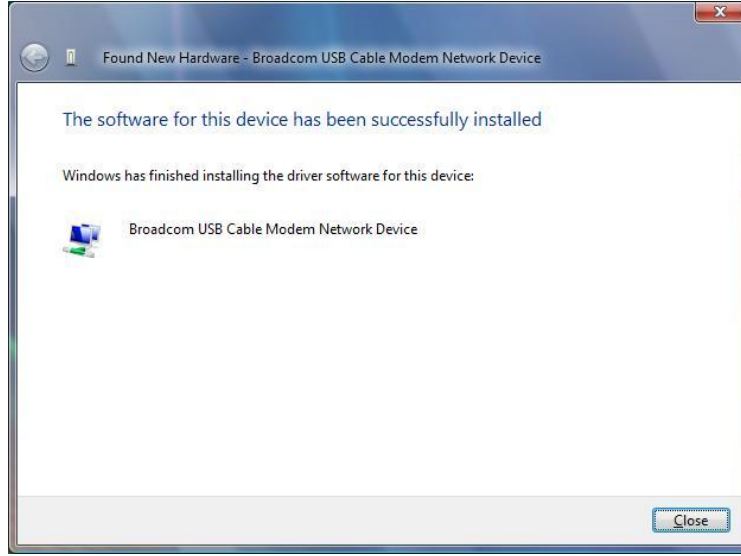 Found New Hardware - Broadcom USB Cable Modem Network Device
The software for this device has been successfully installed
Windows has finished installing the driver software for this device:
Broadcom USB Cable Modem Network Device
Close